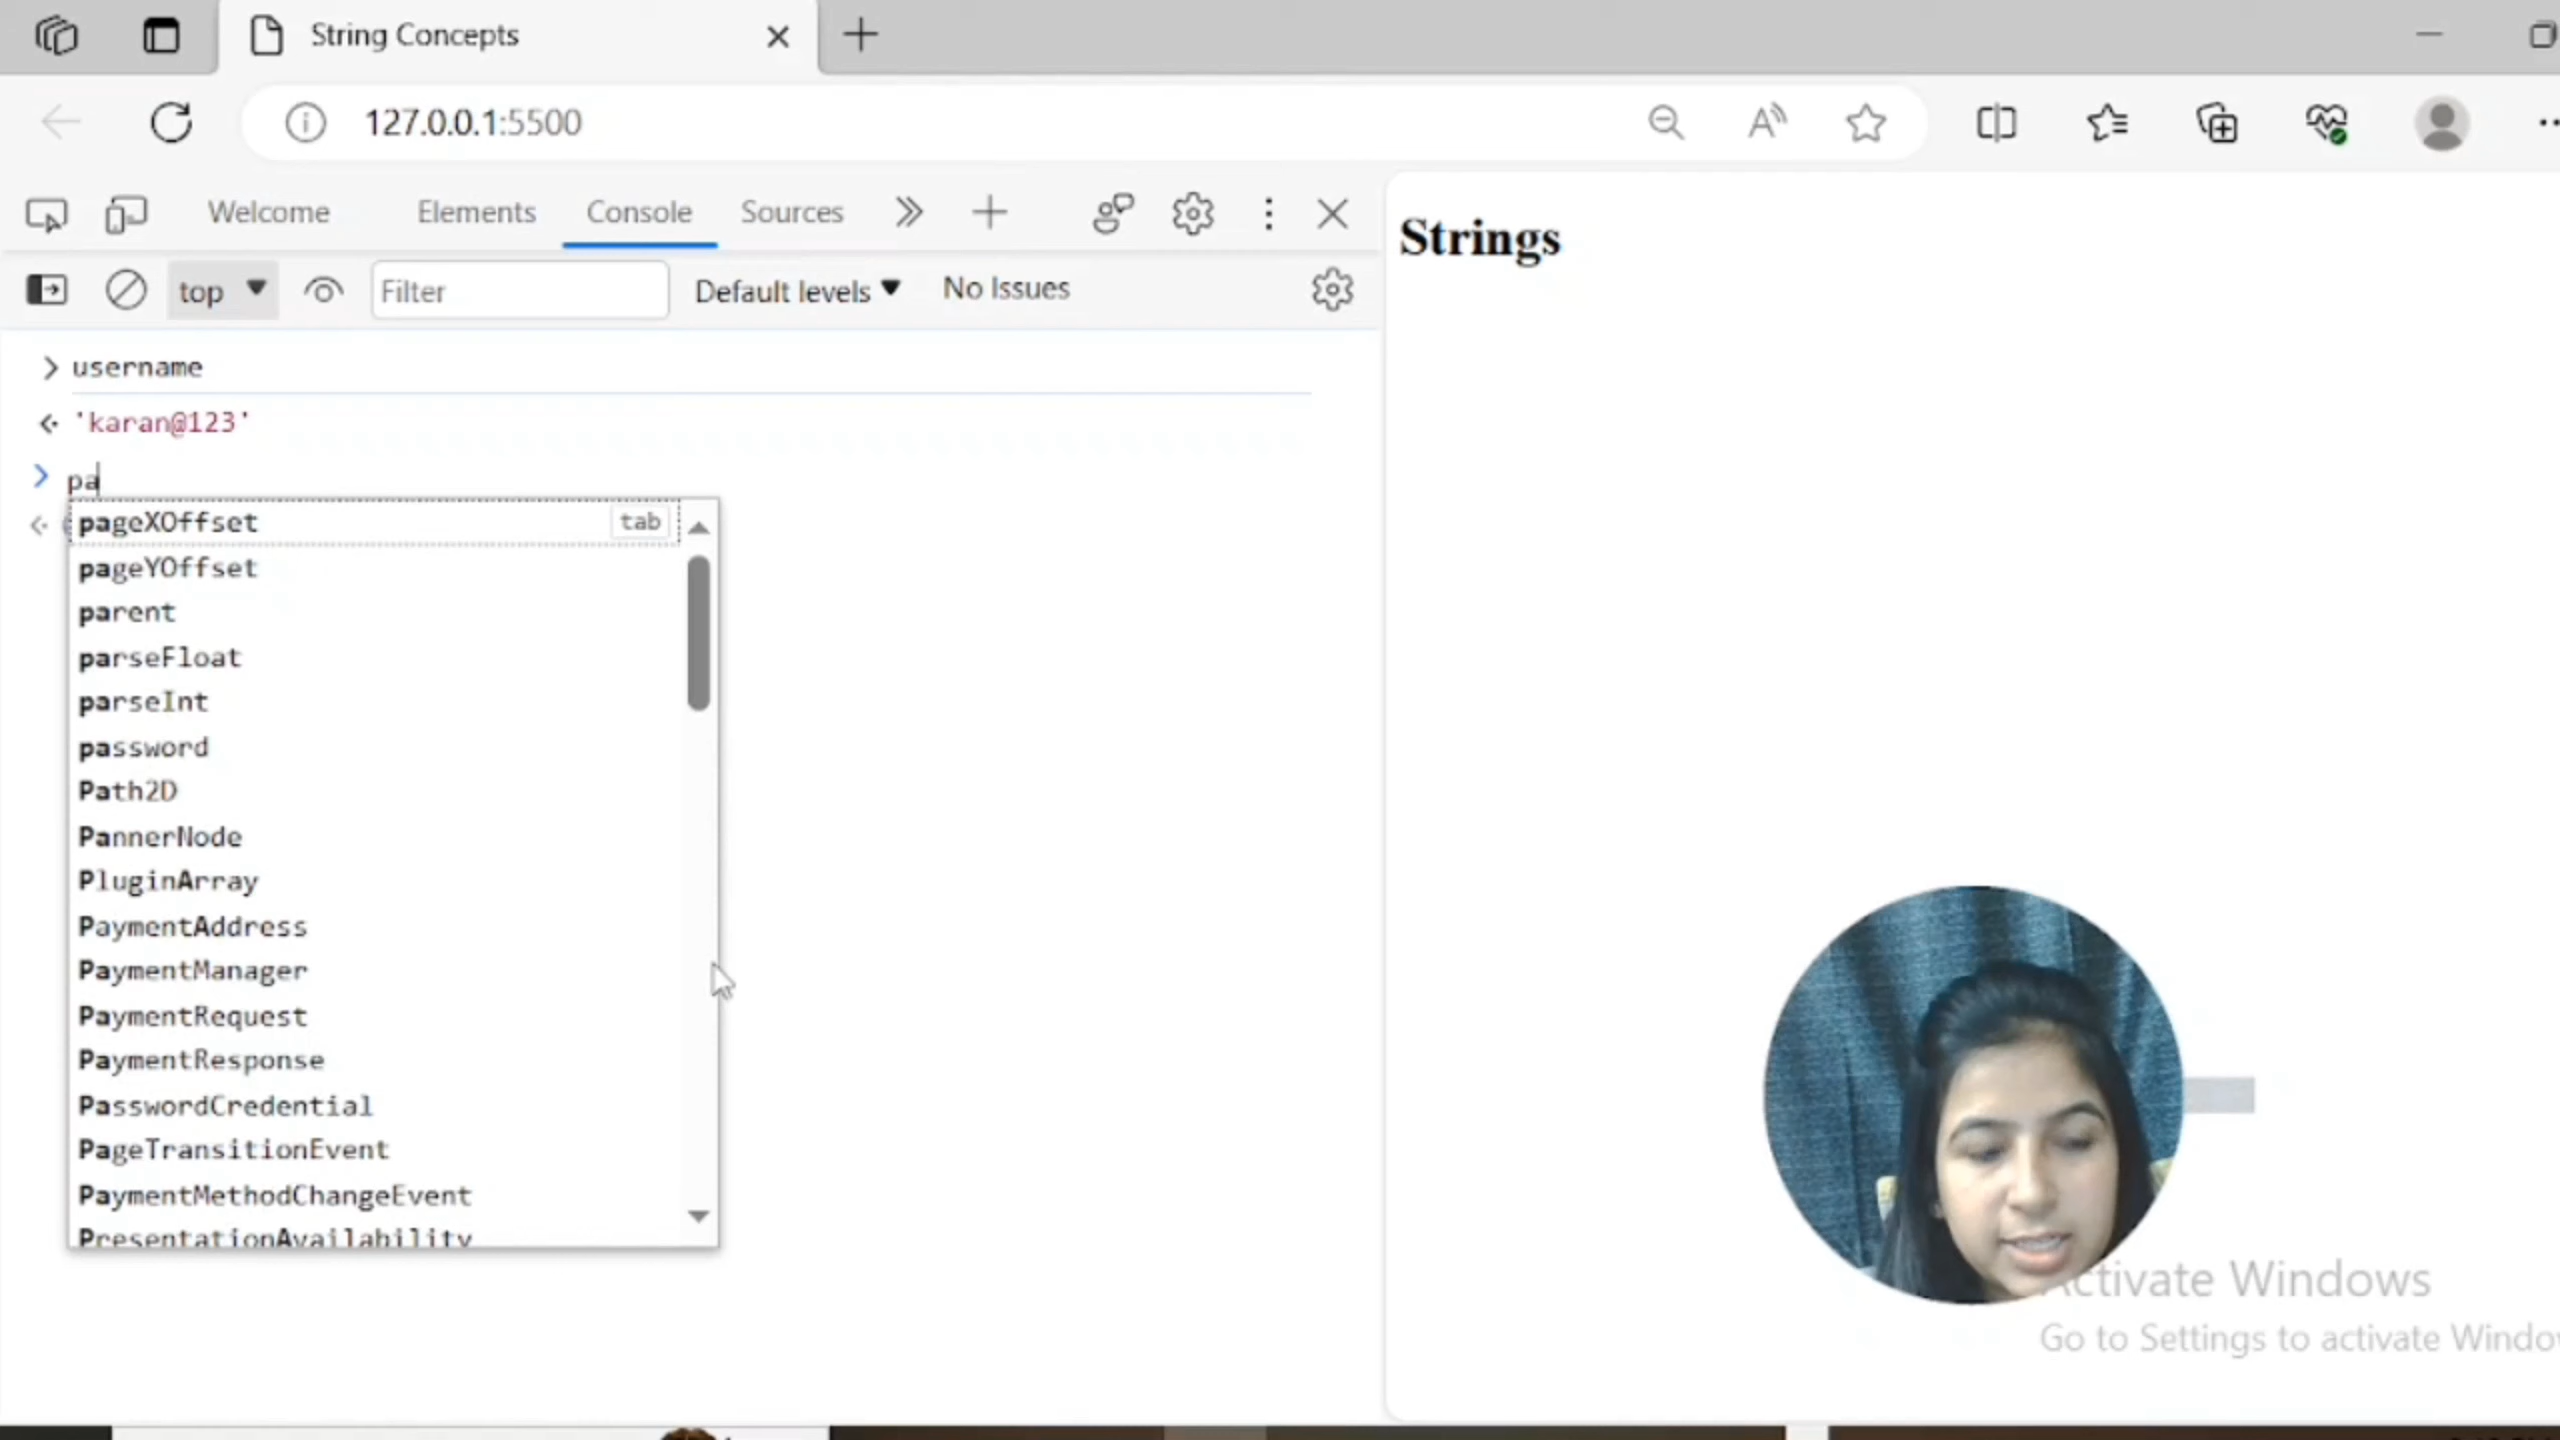 String Concepts
127.0.0.1:5500
Welcome Elements Console Sources
top Filter Default levels No Issues
Strings
username
'karan@123'
pa
pageXOffset tab
pageYOffset
parent
parseFloat
parseInt
password
Path2D
PannerNode
PluginArray
PaymentAddress
PaymentManager
PaymentRequest
PaymentResponse
PasswordCredential
PageTransitionEvent
PaymentMethodChangeEvent
PresentationAvailability
Activate Windows
Go to Settings to activate Windo